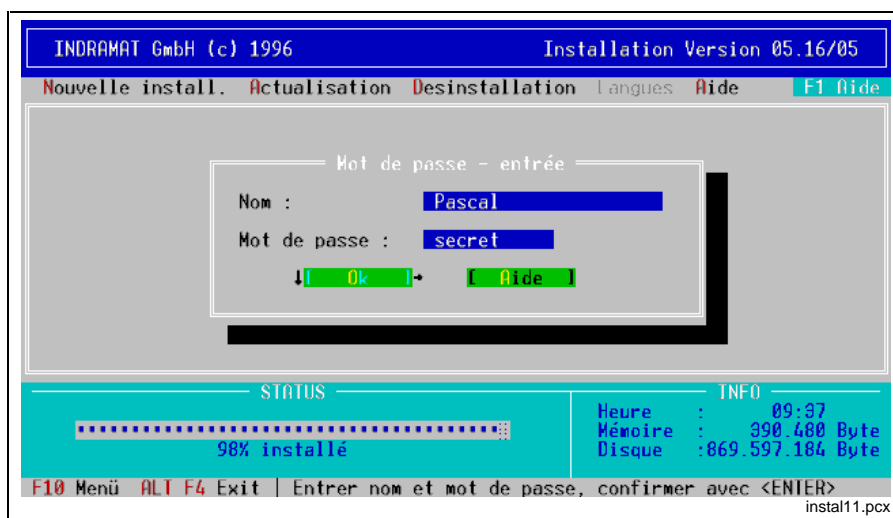 INDRAMAT GmbH (c) 1996 Installation Version 05.16/05
Nouvelle install. Actualisation Desinstallation Langues Aide F1 Aide
Mot de passe - entrée
Nom : Pascal
Mot de passe : secret
↓[ Ok ]→ [ Aide ]
STATUS
98% installé
INFO
Heure : 09:37
Mémoire : 390.480 Byte
Disque :869.597.184 Byte
F10 Menü ALT F4 Exit | Entrer nom et mot de passe, confirmer avec <ENTER>
instal11.pcx